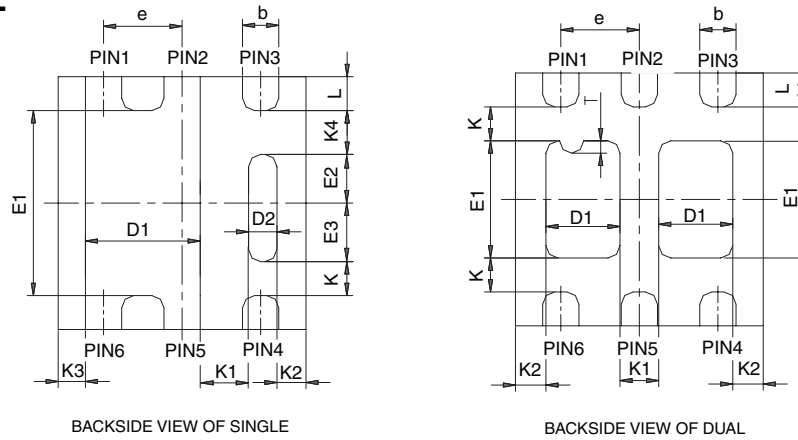 e
b
PIN1
PIN2
PIN3
L
K4
E2
E1
D1
D2
E3
K
PIN6
PIN5
PIN4
K3
K1
K2
BACKSIDE VIEW OF SINGLE
e
b
PIN1
PIN2
PIN3
T
L
K
E1
D1
D1
E1
K
PIN6
PIN5
PIN4
K2
K1
K2
BACKSIDE VIEW OF DUAL